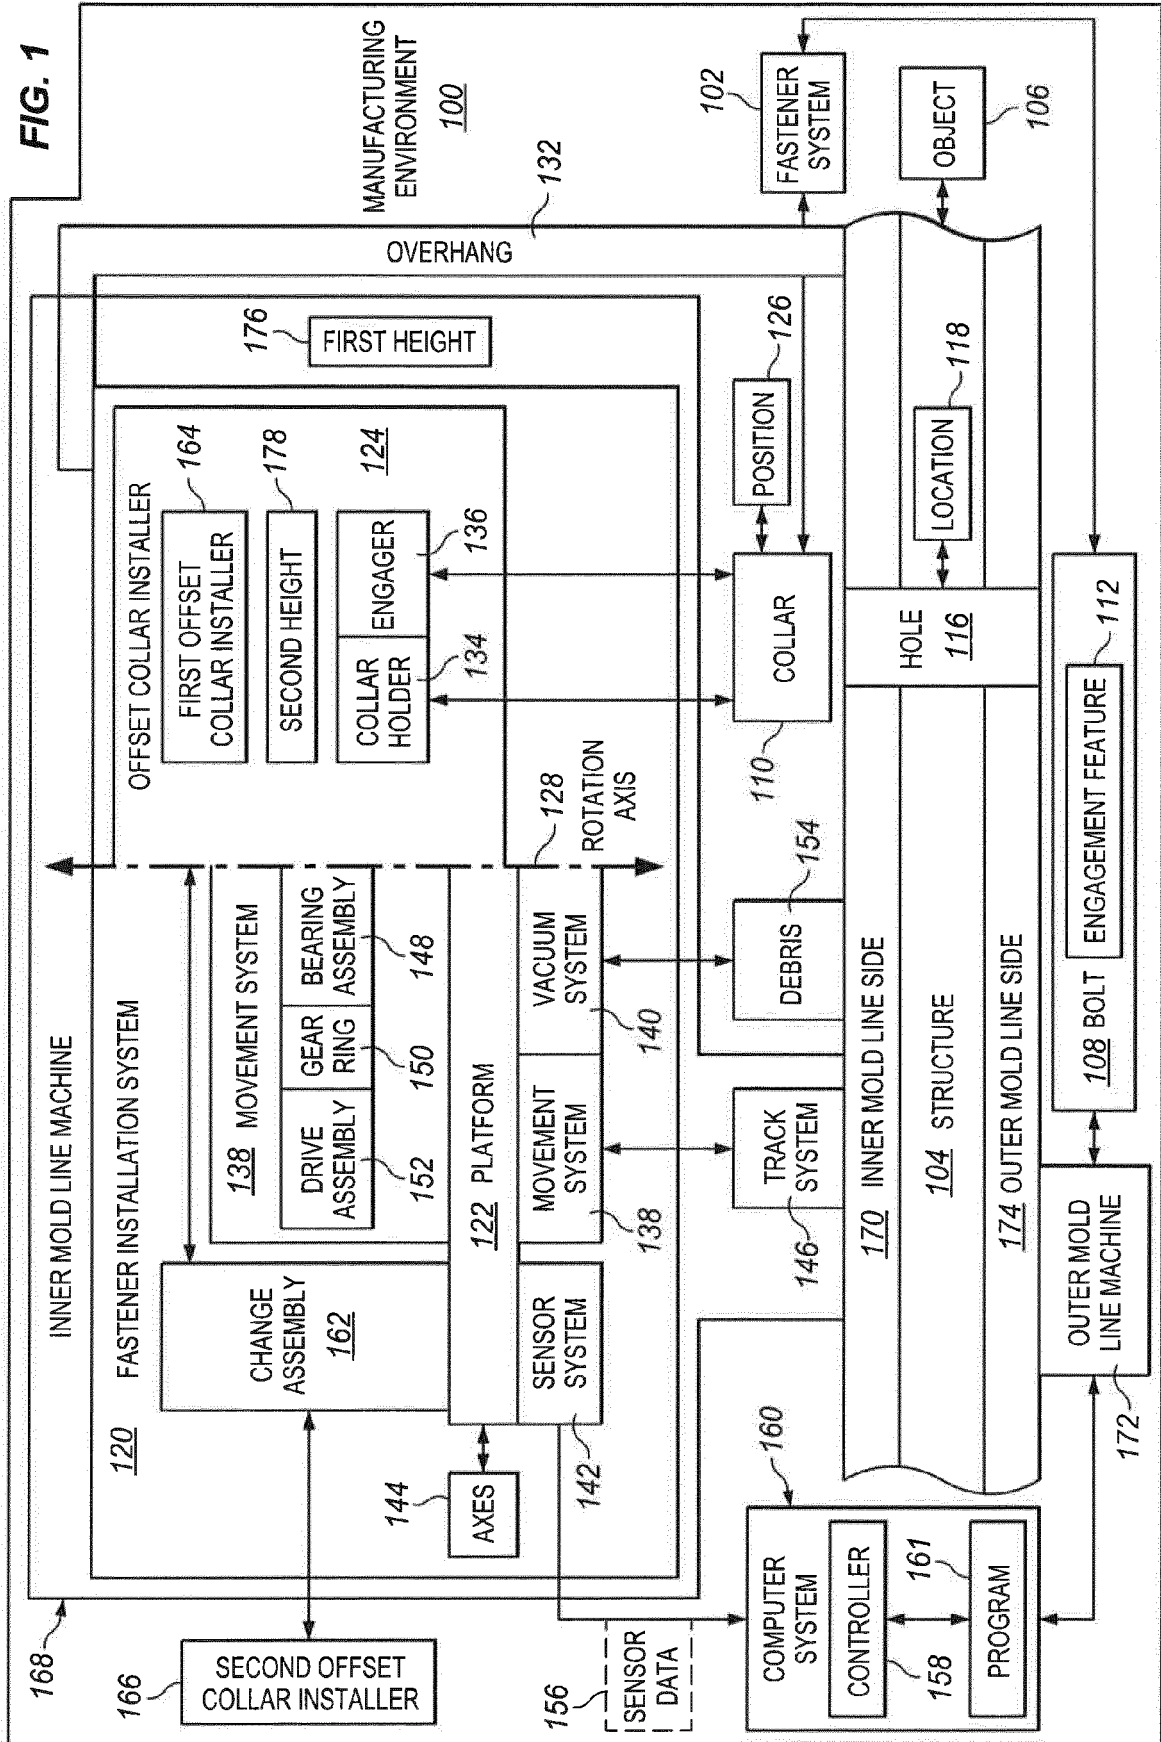 FIG. 1
MANUFACTURING
ENVIRONMENT
100
INNER MOLD LINE MACHINE
168
FASTENER INSTALLATION SYSTEM
120
OFFSET COLLAR INSTALLER
124
FIRST OFFSET
COLLAR INSTALLER
164
SECOND HEIGHT
178
COLLAR
HOLDER
134
ENGAGER
136
FIRST HEIGHT
176
OVERHANG
132
FASTENER
SYSTEM
102
OBJECT
106
SECOND OFFSET
COLLAR INSTALLER
166
CHANGE
ASSEMBLY
162
138 MOVEMENT SYSTEM
DRIVE
ASSEMBLY
152
GEAR
RING
150
BEARING
ASSEMBLY
148
122 PLATFORM
AXES
144
SENSOR
SYSTEM
142
MOVEMENT
SYSTEM
138
VACUUM
SYSTEM
140
128
ROTATION
AXIS
SENSOR
DATA
156
TRACK
SYSTEM
146
DEBRIS
154
COLLAR
110
POSITION
126
COMPUTER
SYSTEM
160
CONTROLLER
158
PROGRAM
161
170 INNER MOLD LINE SIDE
104 STRUCTURE
174 OUTER MOLD LINE SIDE
HOLE
116
LOCATION
118
OUTER MOLD
LINE MACHINE
172
108 BOLT
ENGAGEMENT FEATURE
112